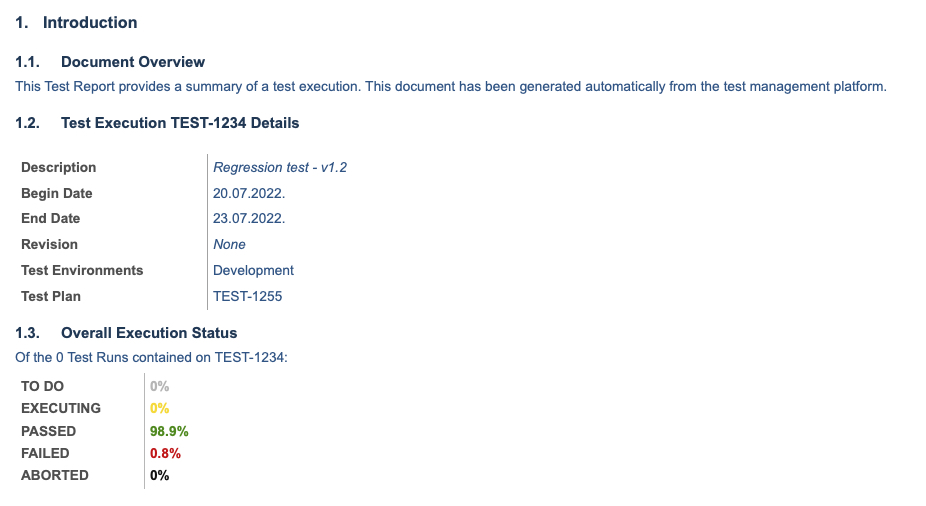 1. Introduction
1.1. Document Overview
This Test Report provides a summary of a test execution. This document has been generated automatically from the test management platform.
1.2. Test Execution TEST-1234 Details
Description Regression test - v1.2
Begin Date 20.07.2022.
End Date 23.07.2022.
Revision None
Test Environments Development
Test Plan TEST-1255
1.3. Overall Execution Status
Of the 0 Test Runs contained on TEST-1234:
TO DO 0%
EXECUTING 0%
PASSED 98.9%
FAILED 0.8%
ABORTED 0%